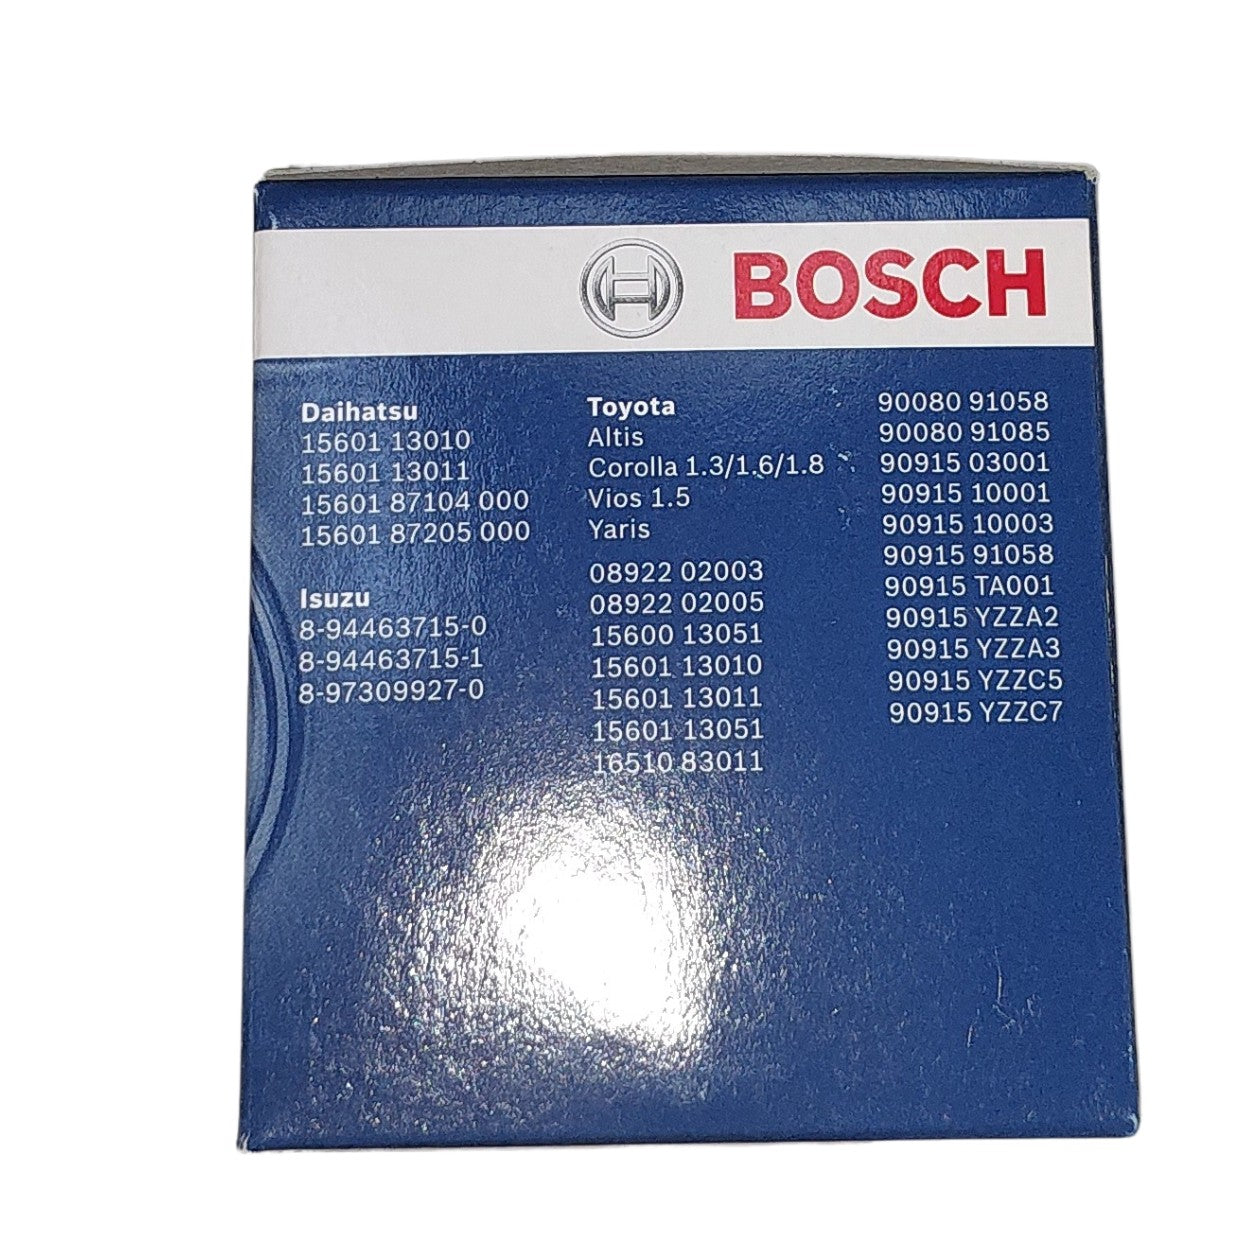 BOSCH
Daihatsu
15601 13010
15601 13011
15601 87104 000
15601 87205 000
Isuzu
8-94463715-0
8-94463715-1
8-97309927-0
Toyota
Altis
Corolla 1.3/1.6/1.8
Vios 1.5
Yaris
08922 02003
08922 02005
15600 13051
15601 13010
15601 13011
15601 13051
16510 83011
90080 91058
90080 91085
90915 03001
90915 10001
90915 10003
90915 91058
90915 TA001
90915 YZZA2
90915 YZZA3
90915 YZZC5
90915 YZZC7